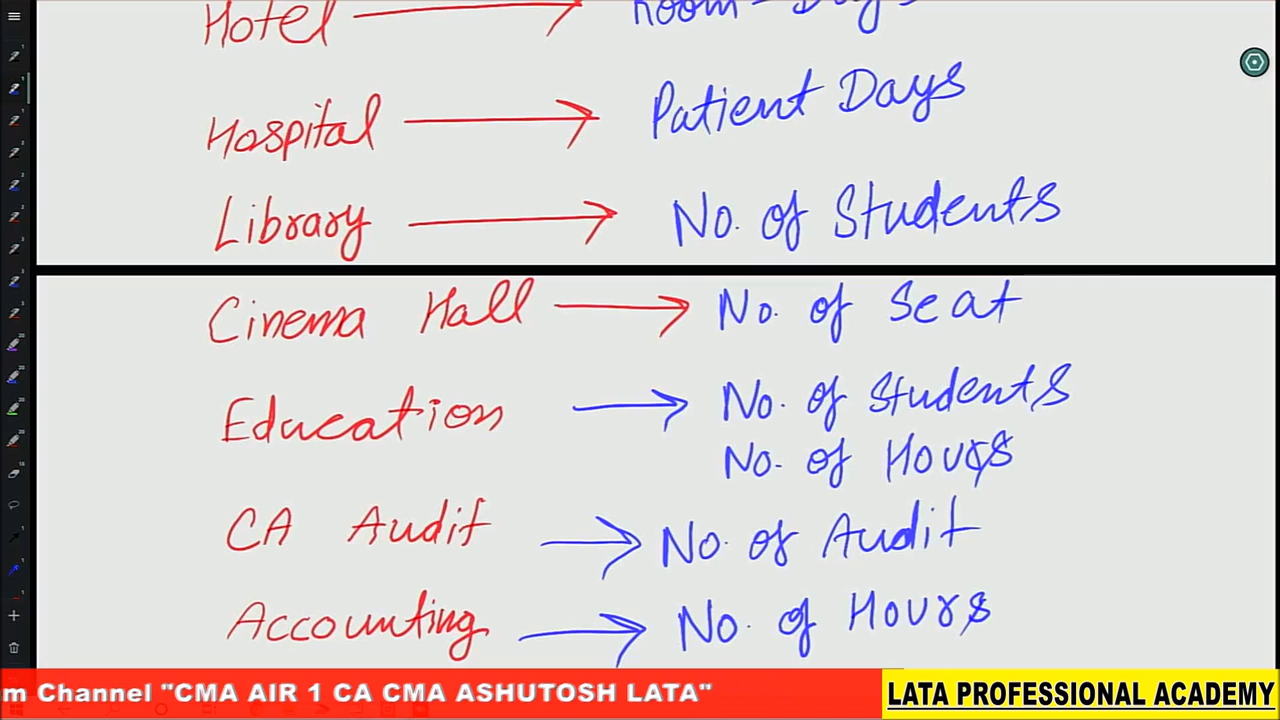 Hotel → Room - Days
Hospital → Patient Days
Library → No. of Students
Cinema Hall → No. of Seat
Education → No. of Students
No. of Hours
CA Audit → No. of Audit
Accounting → No. of Hours
m Channel "CMA AIR 1 CA CMA ASHUTOSH LATA"
LATA PROFESSIONAL ACADEMY